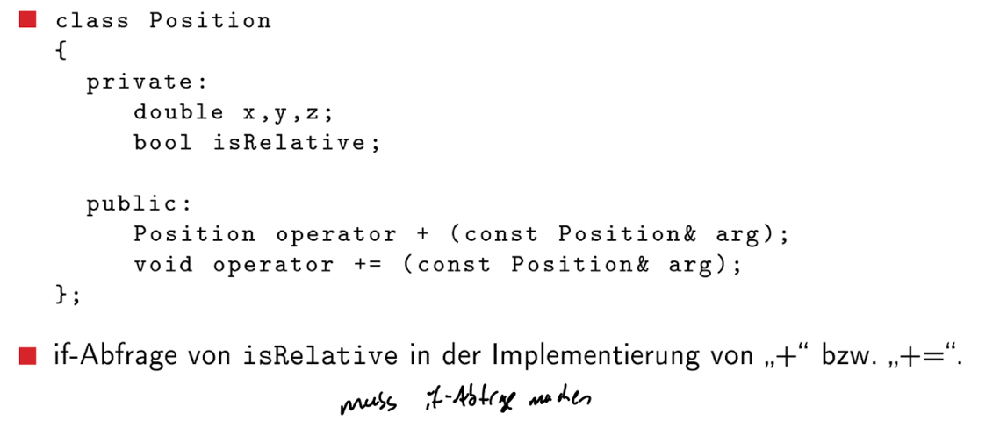 class Position
{
private:
double x,y,z;
bool isRelative;
public:
Position operator + (const Position& arg);
void operator += (const Position& arg);
};
if-Abfrage von isRelative in der Implementierung von „+“ bzw. „+=“.
muss if-Abfrage machen